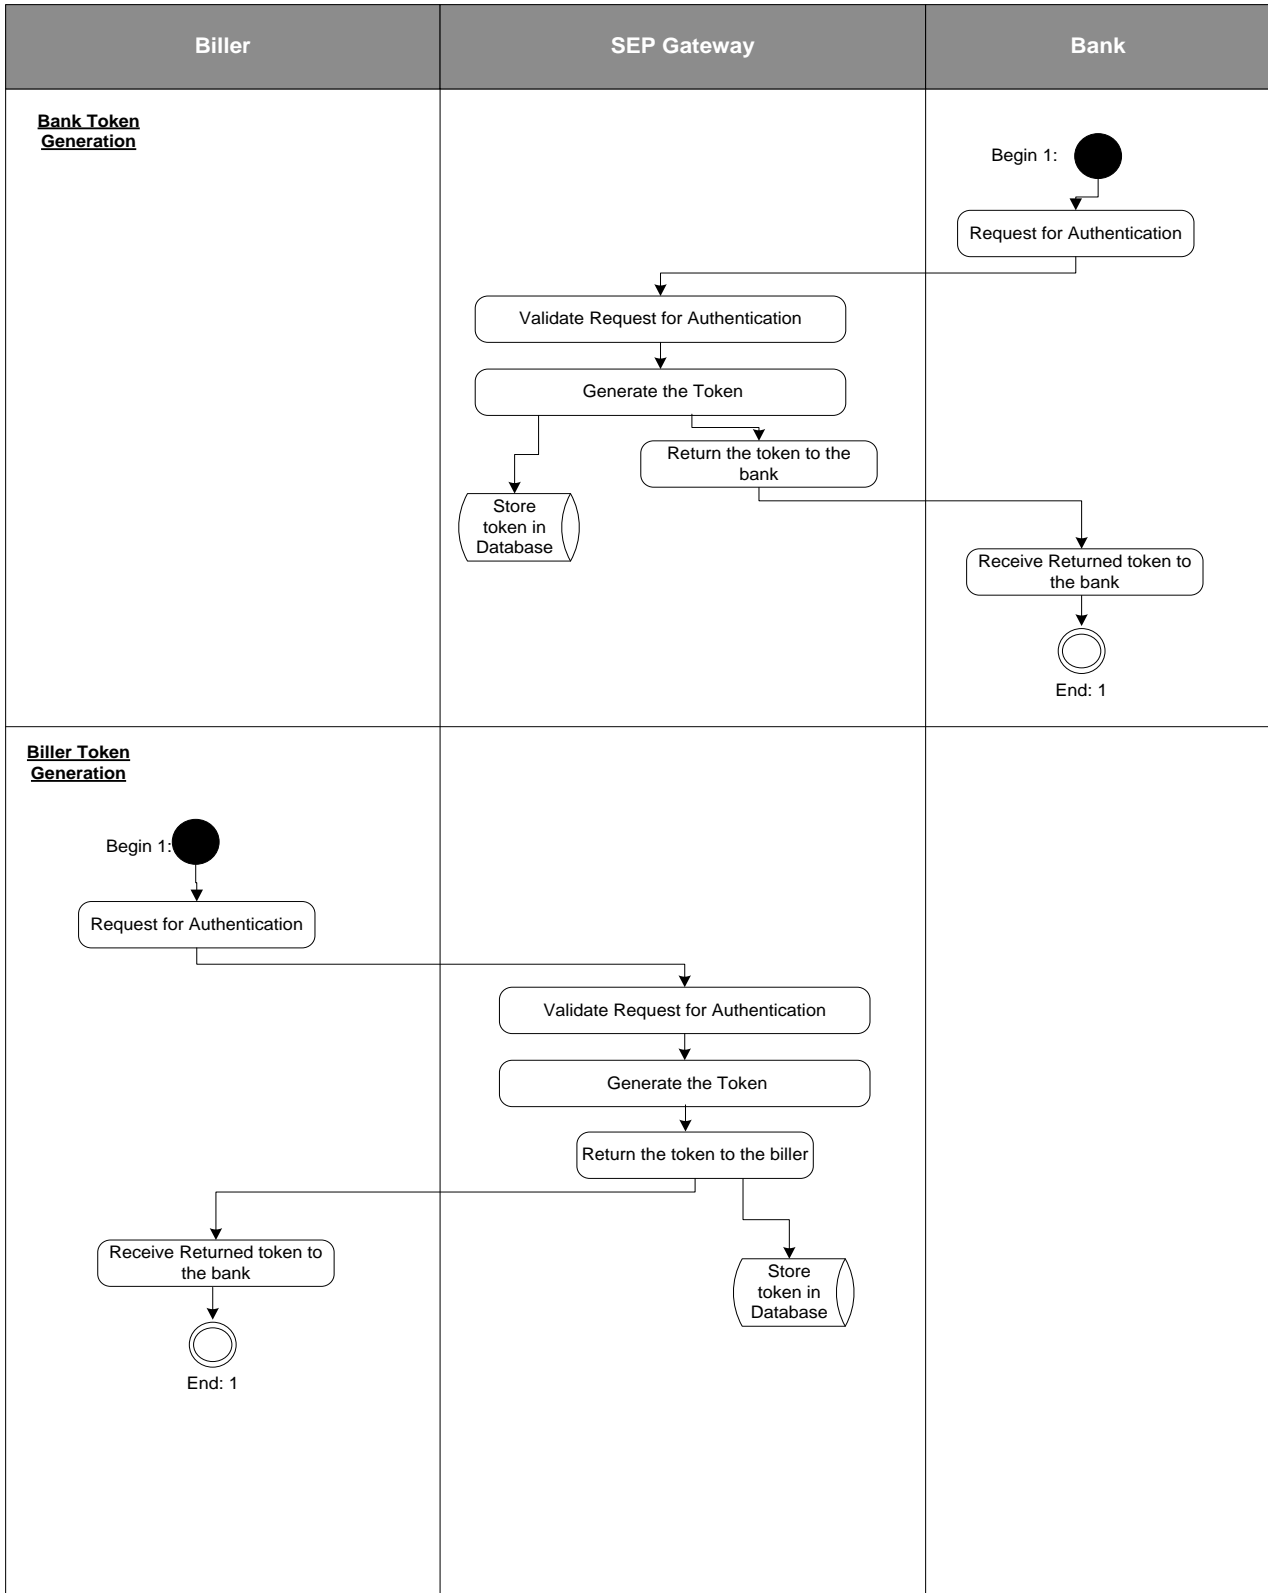 Biller
SEP Gateway
Bank
Bank Token
Generation
Begin 1:
Request for Authentication
Validate Request for Authentication
Generate the Token
Return the token to the
bank
Store
token in
Database
Receive Returned token to
the bank
End: 1
Biller Token
Generation
Begin 1:
Request for Authentication
Validate Request for Authentication
Generate the Token
Return the token to the biller
Receive Returned token to
the bank
Store
token in
Database
End: 1